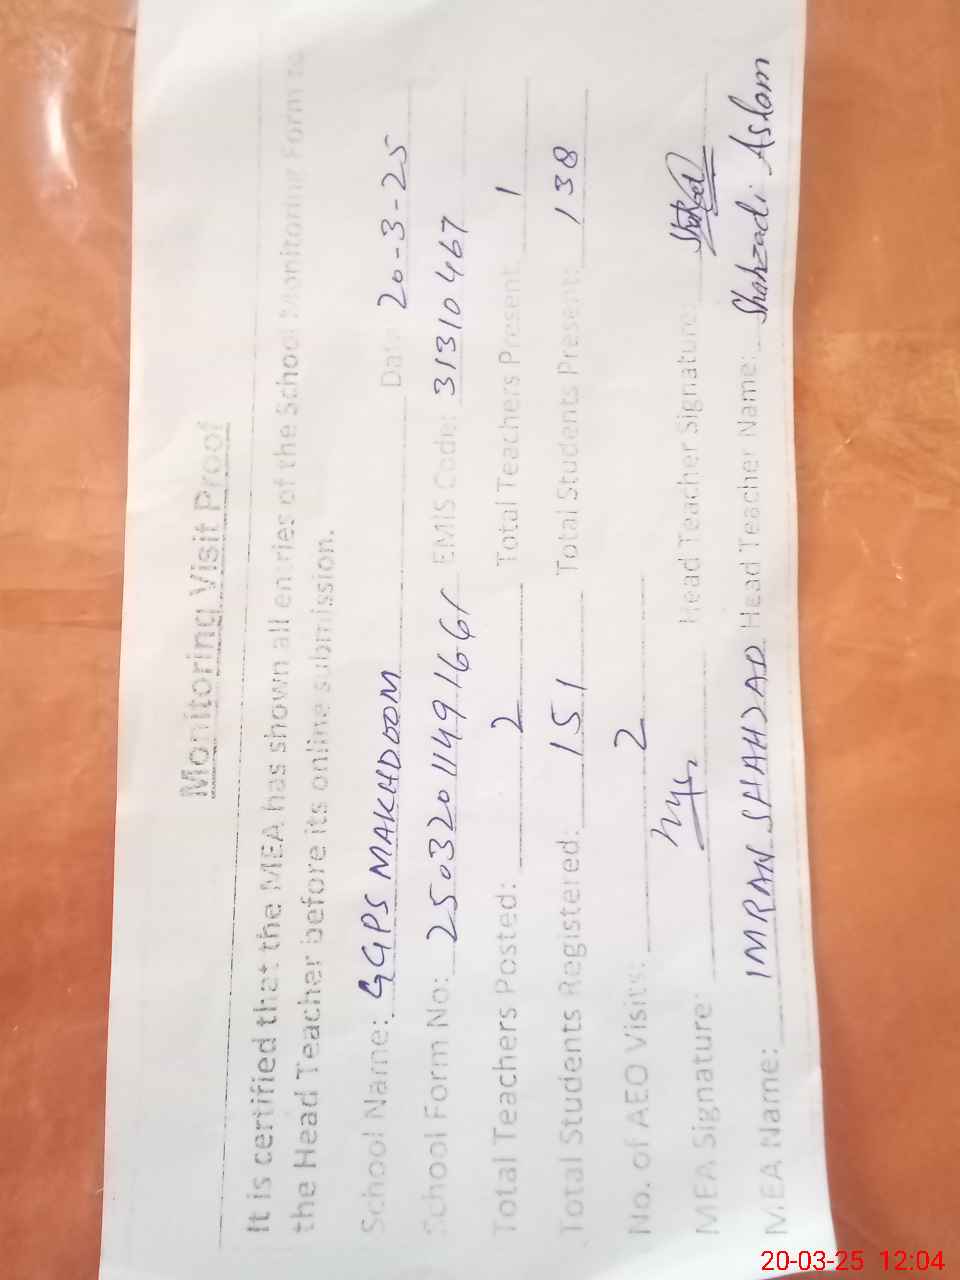 Monitoring Visit Proof
It is certified that the MEA has shown all entries of the School Monitoring Form to
the Head Teacher before its online submission.
School Name: GGPS MAKHDOOM Date 20-3-25
School Form No: 25032011491661 EMIS Code: 31310467
Total Teachers Posted: 2 Total Teachers Present 1
Total Students Registered: 151 Total Students Present: 138
No. of AEO Visits: 2
MEA Signature: Head Teacher Signature:
MEA Name: IMRAN SHAHZAD Head Teacher Name: Shahzadi Aslam
20-03-25 12:04